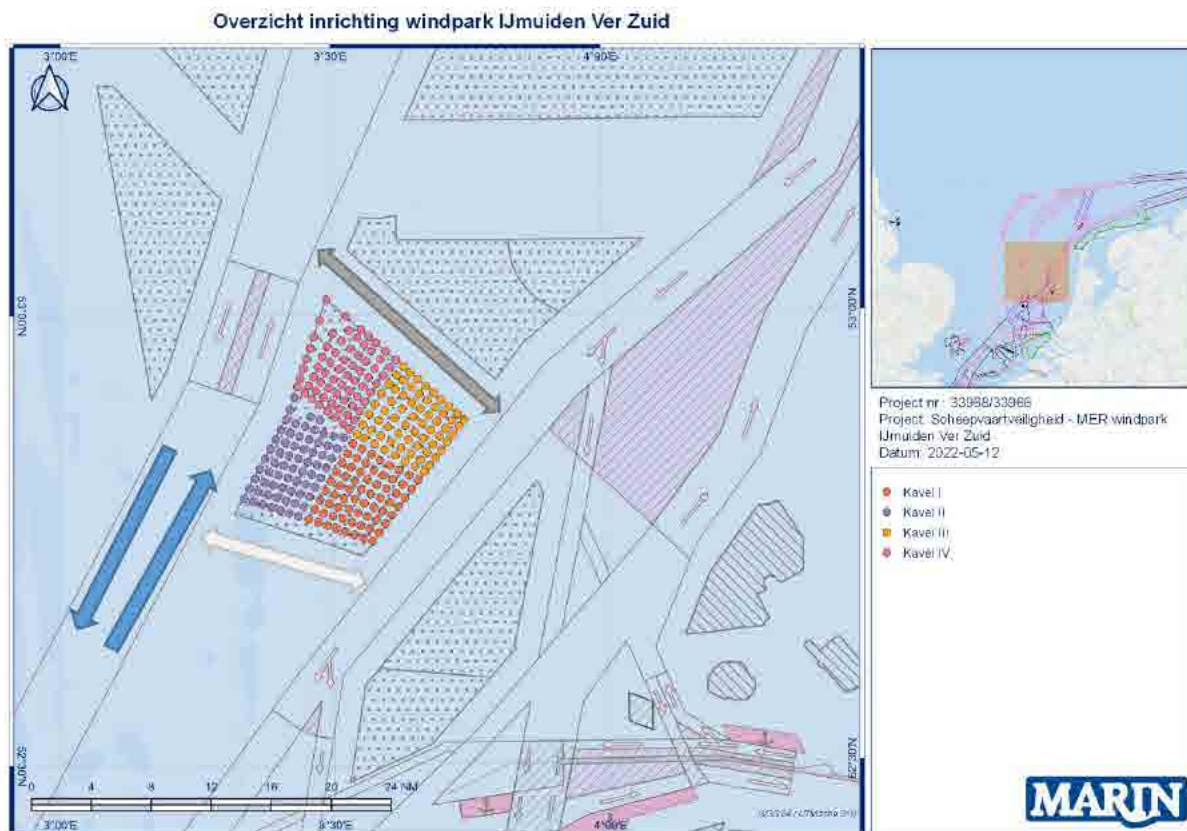 Overzicht inrichting windpark IJmuiden Ver Zuid
3°00'E
3°30'E
4°00'E
53°00'N
53°00'N
52°30'N
52°30'N
0 4 8 12 16 20 24 NM
3°00'E
3°30'E
4°00'E
Project nr : 33968/33966
Project: Scheepvaartveiligheid - MER windpark
IJmuiden Ver Zuid
Datum: 2022-05-12
Kavel I
Kavel II
Kavel III
Kavel IV
MARIN